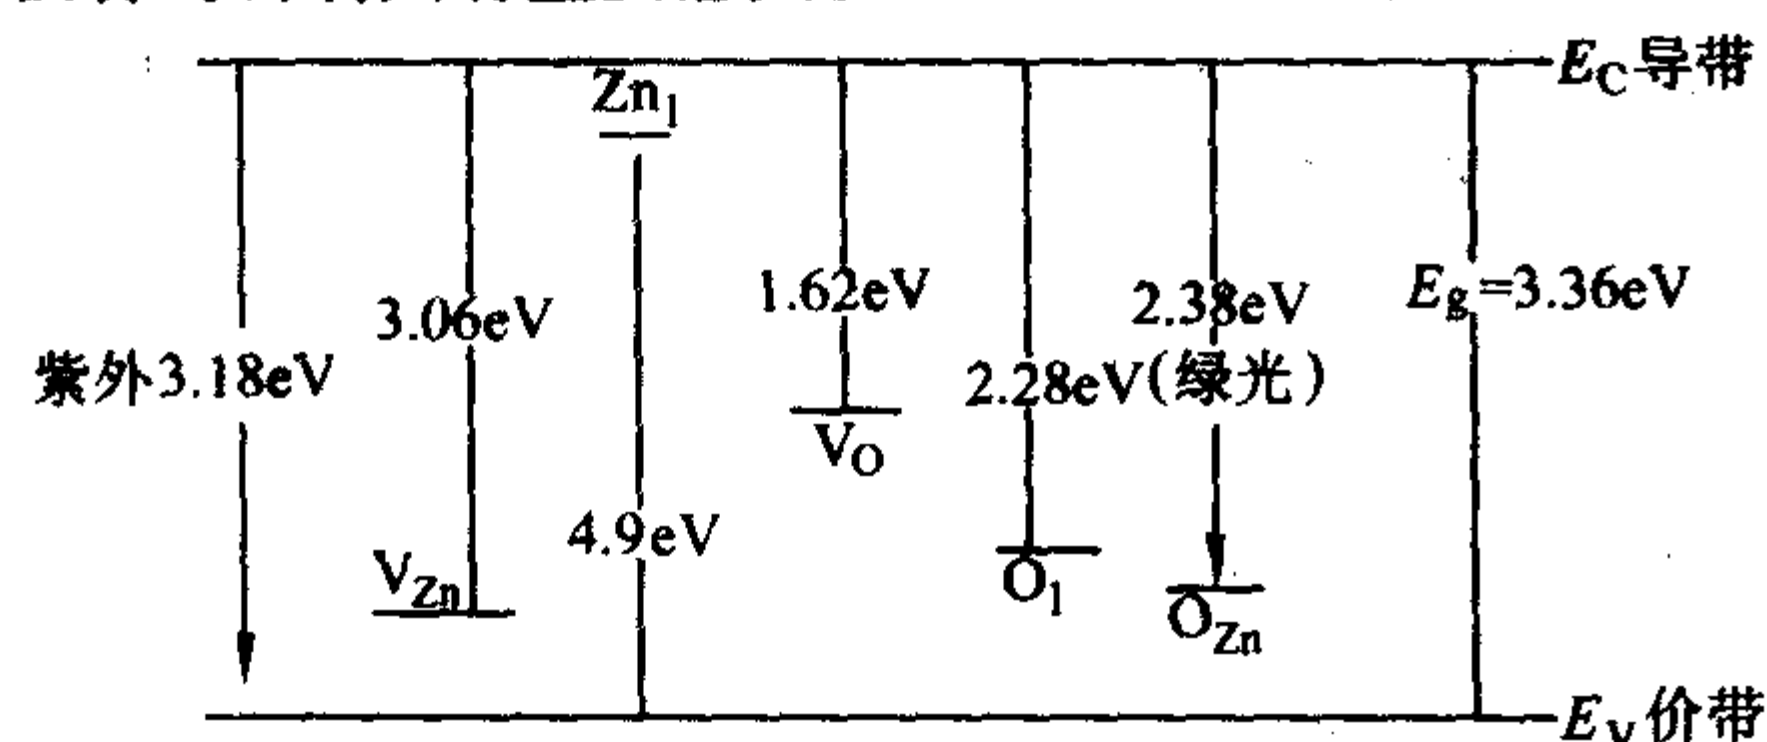 E_C导带
Zn_I
1.62eV
2.38eV
E_g=3.36eV
3.06eV
紫外3.18eV
2.28eV(绿光)
V_O
4.9eV
V_Zn
O_I
O_Zn
E_V价带